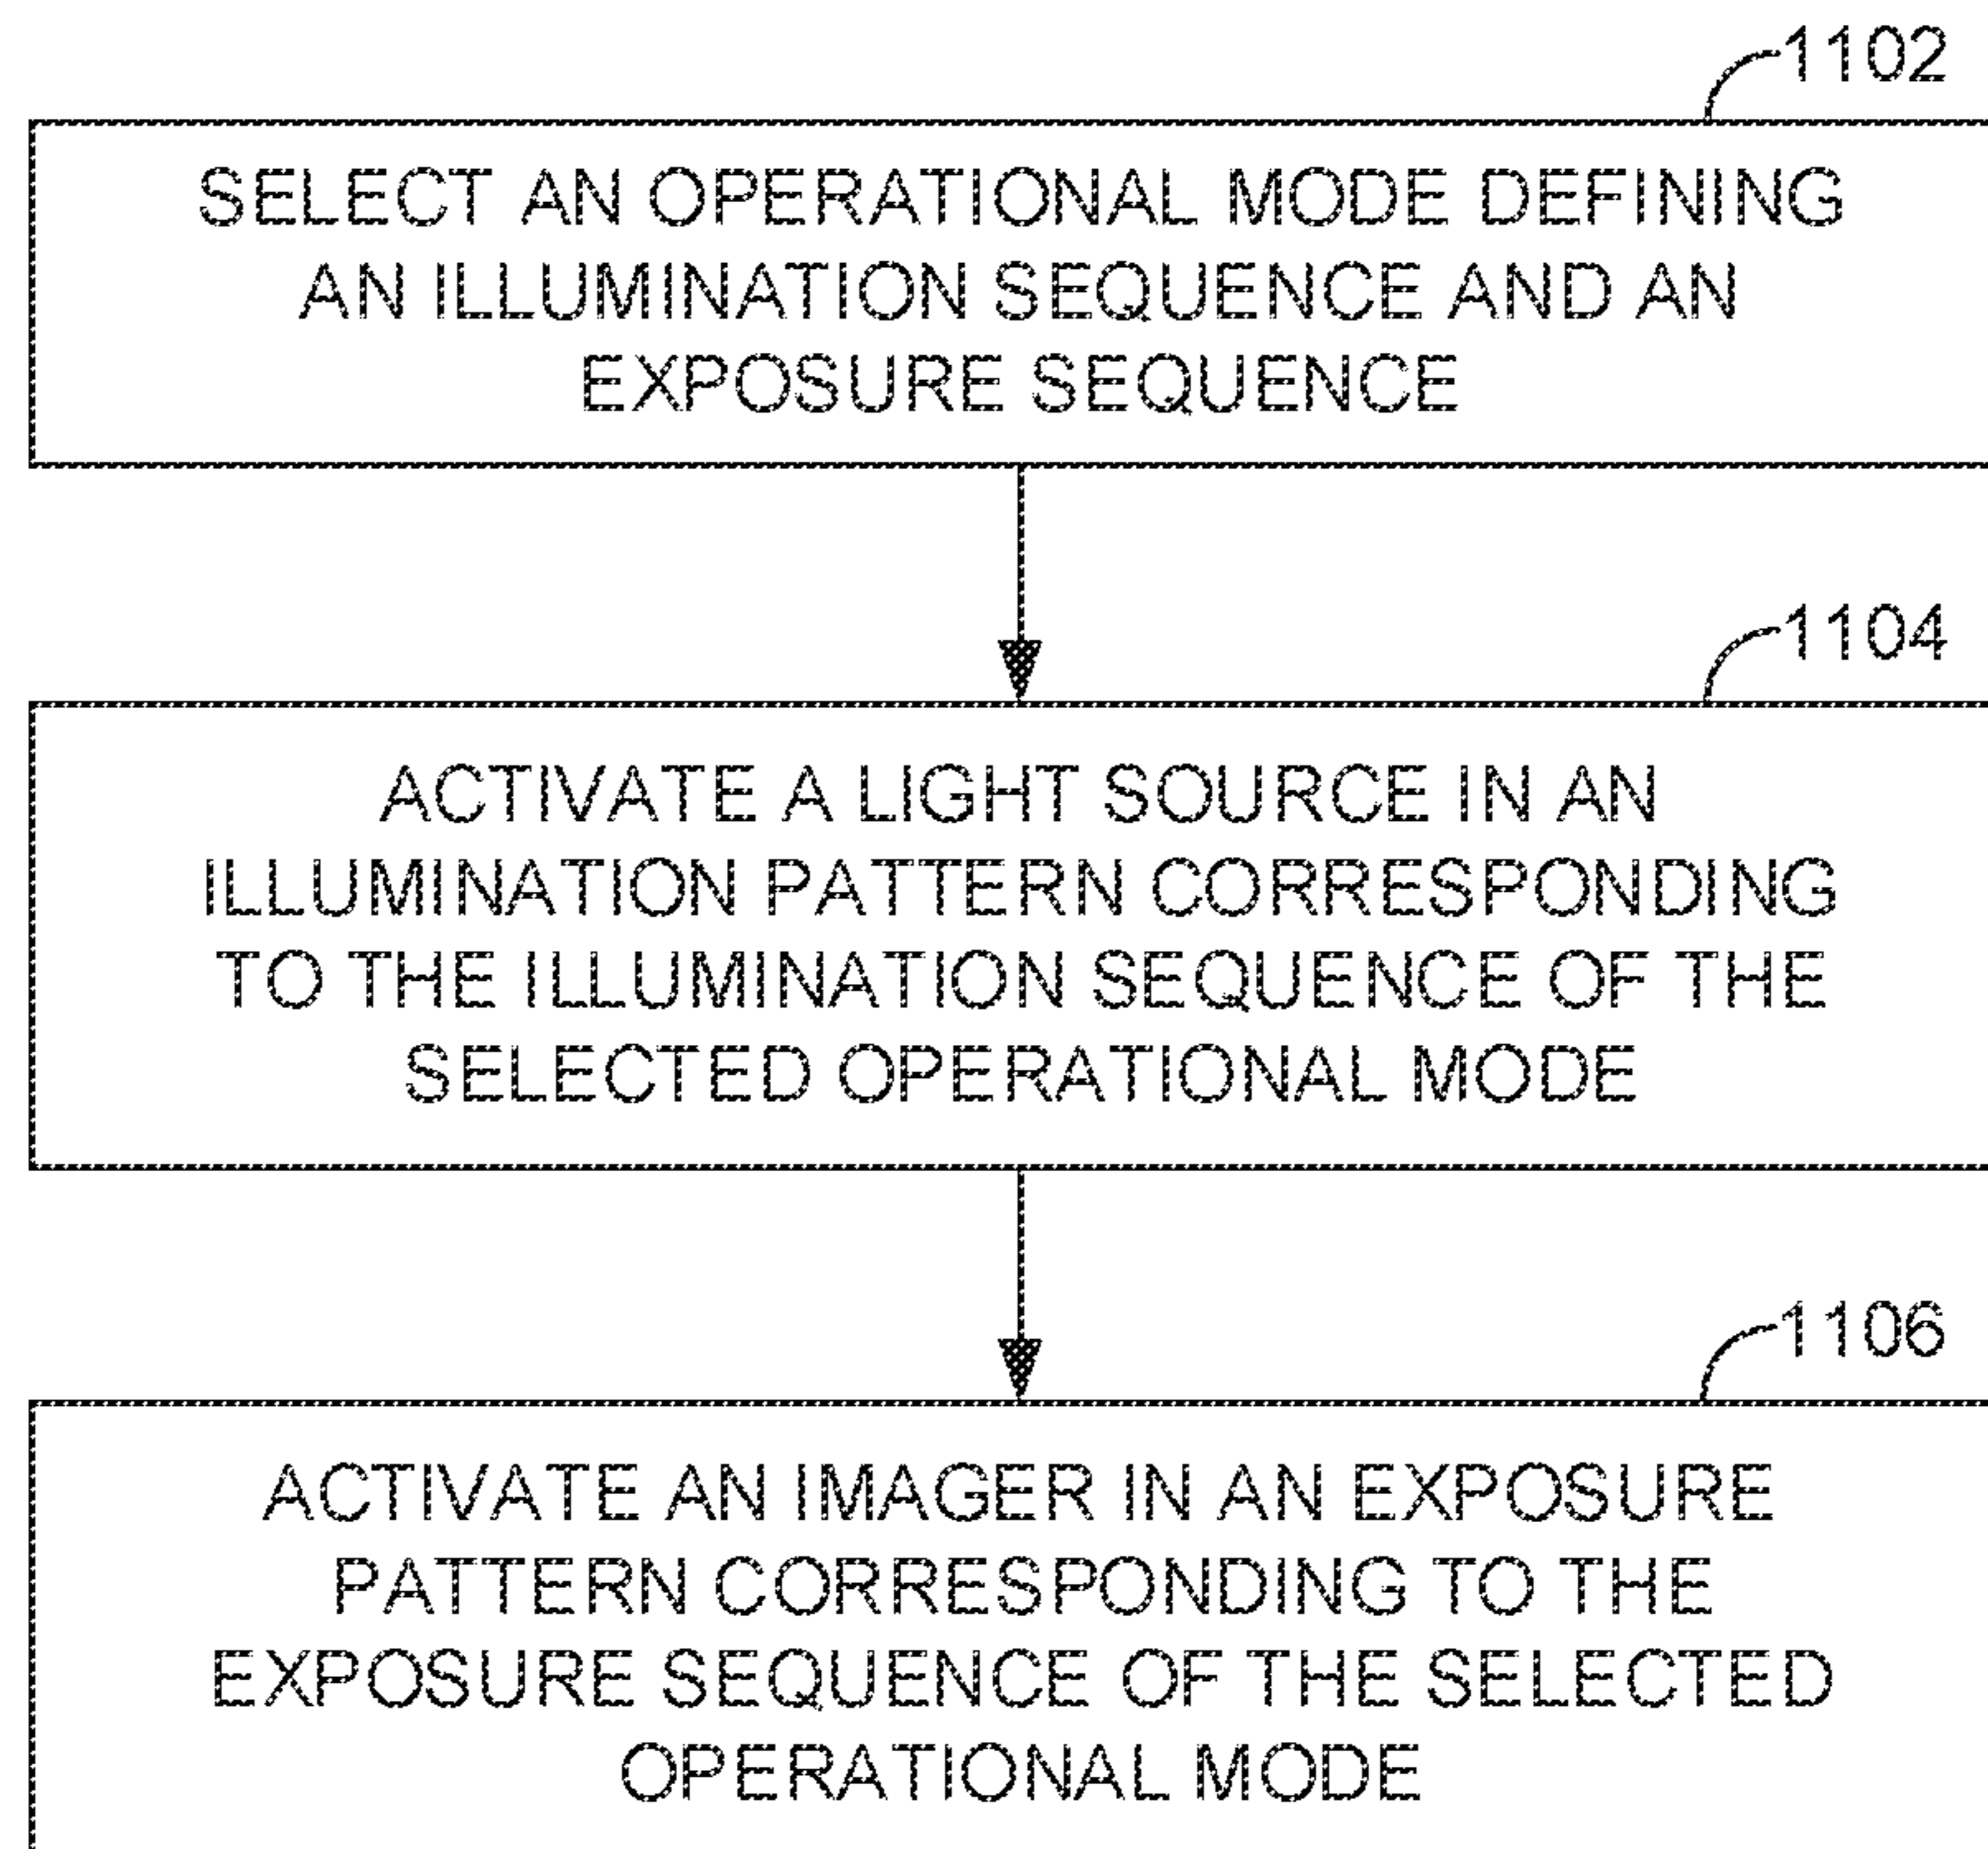 1102
SELECT AN OPERATIONAL MODE DEFINING
AN ILLUMINATION SEQUENCE AND AN
EXPOSURE SEQUENCE
1104
ACTIVATE A LIGHT SOURCE IN AN
ILLUMINATION PATTERN CORRESPONDING
TO THE ILLUMINATION SEQUENCE OF THE
SELECTED OPERATIONAL MODE
1106
ACTIVATE AN IMAGER IN AN EXPOSURE
PATTERN CORRESPONDING TO THE
EXPOSURE SEQUENCE OF THE SELECTED
OPERATIONAL MODE